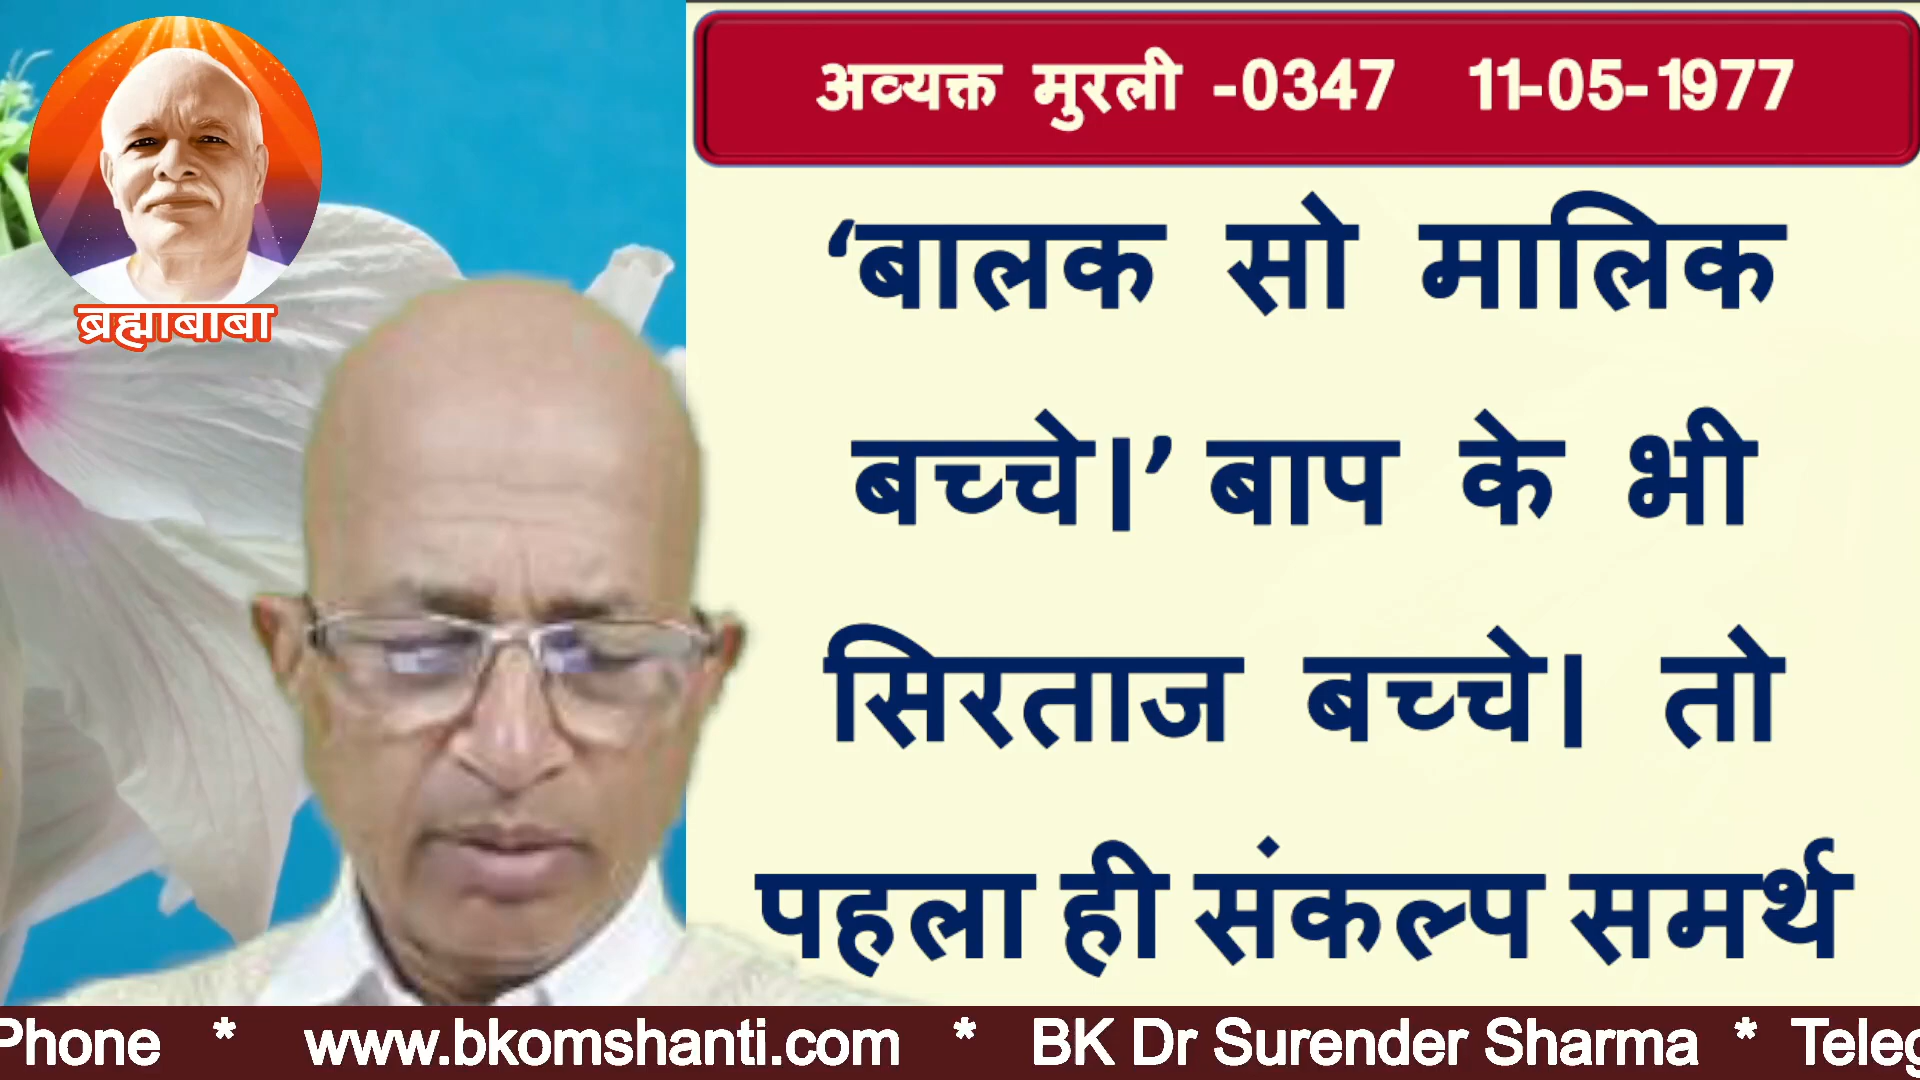 अव्यक्त मुरली -0347 11-05-1977
ब्रह्माबाबा
‘बालक सो मालिक
बच्चे।’ बाप के भी
सिरताज बच्चे। तो
पहला ही संकल्प समर्थ
Phone * www.bkomshanti.com * BK Dr Surender Sharma * Teleg